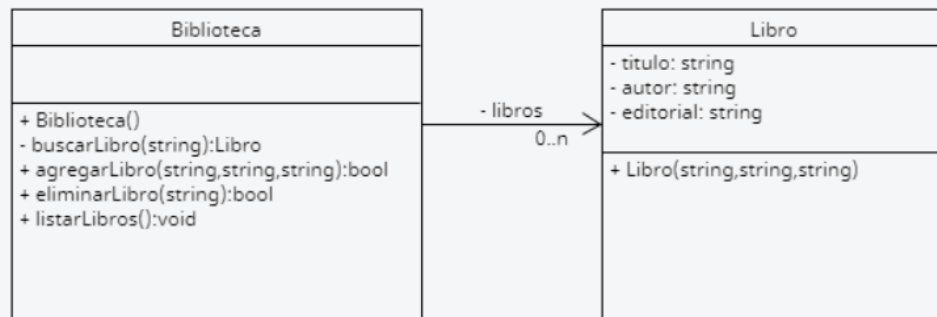 Biblioteca
+ Biblioteca()
- buscarLibro(string):Libro
+ agregarLibro(string,string,string):bool
+ eliminarLibro(string):bool
+ listarLibros():void
- libros
0..n
Libro
- titulo: string
- autor: string
- editorial: string
+ Libro(string,string,string)